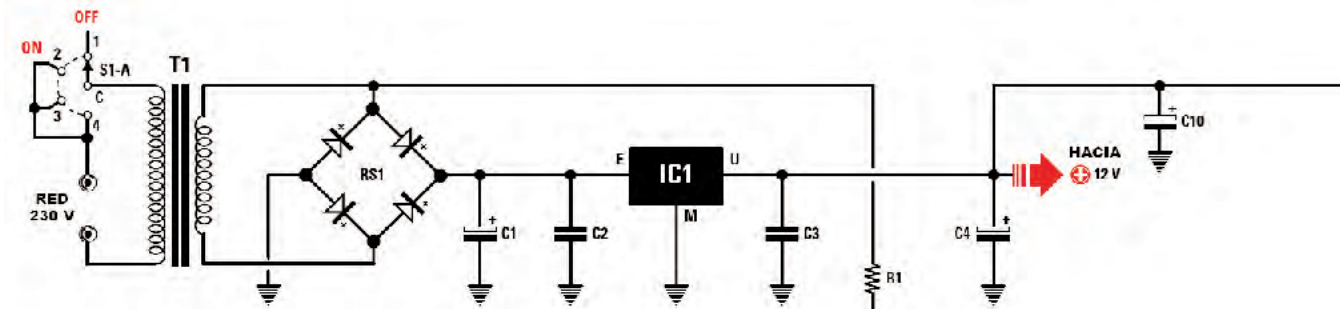 OFF
ON
1
2
S1-A
C
3
4
T1
RED
230 V
RS1
+
C1
C2
E
IC1
U
M
C3
R1
+
C4
HACIA
+ 12 V
+
C10